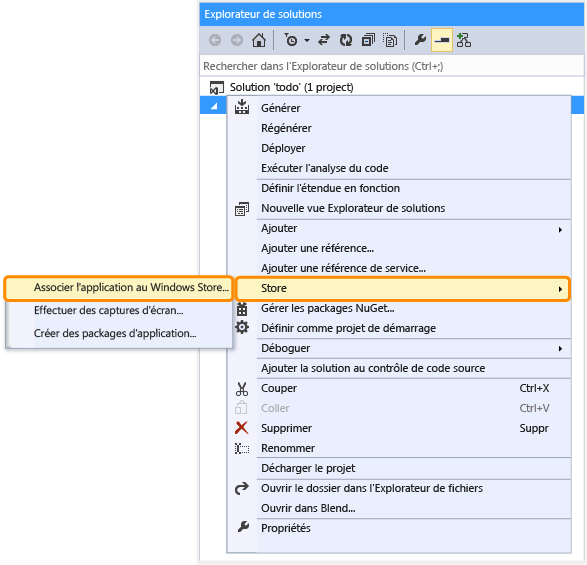 Explorateur de solutions
Rechercher dans l'Explorateur de solutions (Ctrl+;)
Solution 'todo' (1 project)
Générer
Régénérer
Déployer
Exécuter l'analyse du code
Définir l'étendue en fonction
Nouvelle vue Explorateur de solutions
Ajouter
Ajouter une référence...
Ajouter une référence de service...
Store
Associer l'application au Windows Store...
Effectuer des captures d'écran...
Créer des packages d'application...
Gérer les packages NuGet...
Définir comme projet de démarrage
Déboguer
Ajouter la solution au contrôle de code source
Couper Ctrl+X
Coller Ctrl+V
Supprimer Suppr
Renommer
Décharger le projet
Ouvrir le dossier dans l'Explorateur de fichiers
Ouvrir dans Blend...
Propriétés